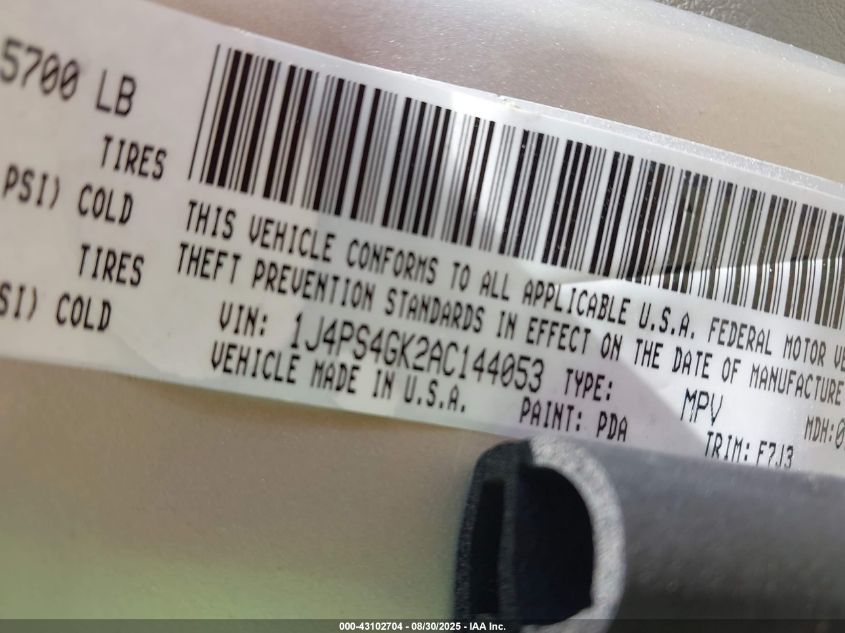 5700 LB
TIRES
PSI) COLD
TIRES
SI) COLD
THIS VEHICLE CONFORMS TO ALL APPLICABLE U.S.A. FEDERAL MOTOR VE
THEFT PREVENTION STANDARDS IN EFFECT ON THE DATE OF MANUFACTURE
VIN: 1J4PS4GK2AC144053 TYPE: MPV MDH:0
VEHICLE MADE IN U.S.A. PAINT: PDA TRIM: F7J3
000-43102704 - 08/30/2025 - IAA Inc.